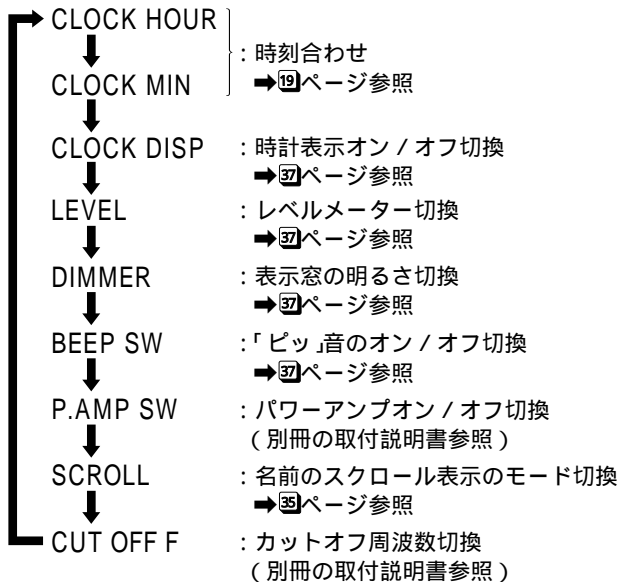 CLOCK HOUR
：時刻合わせ
CLOCK MIN ➡19ページ参照
CLOCK DISP ：時計表示オン / オフ切換
➡37ページ参照
LEVEL ：レベルメーター切換
➡37ページ参照
DIMMER ：表示窓の明るさ切換
➡37ページ参照
BEEP SW ：「ピッ」音のオン / オフ切換
➡37ページ参照
P.AMP SW ：パワーアンプオン / オフ切換
（別冊の取付説明書参照）
SCROLL ：名前のスクロール表示のモード切換
➡35ページ参照
CUT OFF F ：カットオフ周波数切換
（別冊の取付説明書参照）